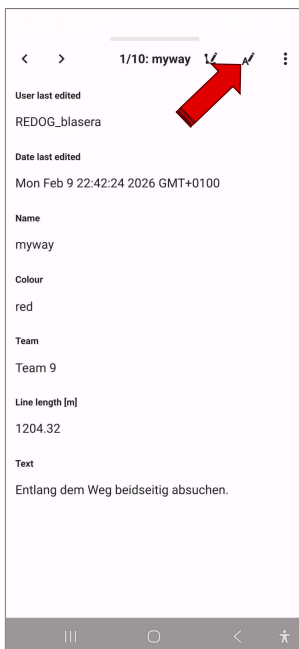 1/10: myway
User last edited
REDOG_blasera
Date last edited
Mon Feb 9 22:42:24 2026 GMT+0100
Name
myway
Colour
red
Team
Team 9
Line length [m]
1204.32
Text
Entlang dem Weg beidseitig absuchen.